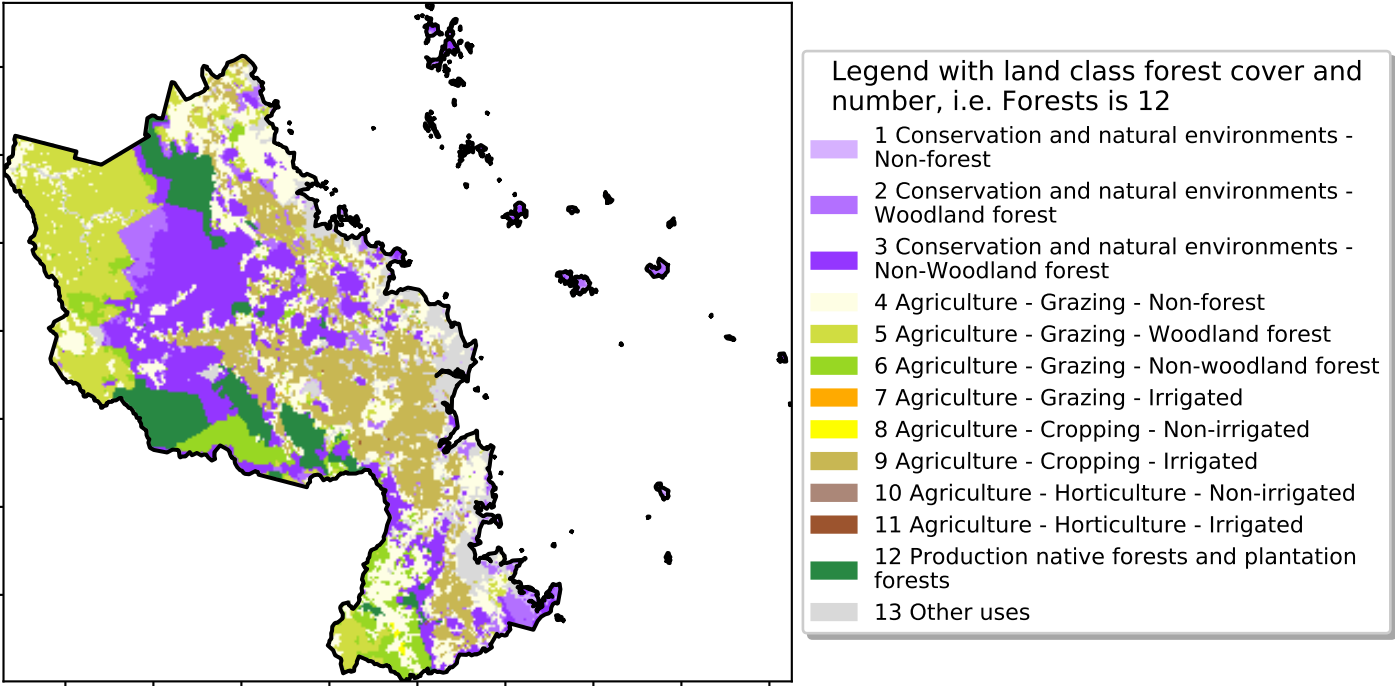 Legend with land class forest cover and
number, i.e. Forests is 12
1 Conservation and natural environments -
Non-forest
2 Conservation and natural environments -
Woodland forest
3 Conservation and natural environments -
Non-Woodland forest
4 Agriculture - Grazing - Non-forest
5 Agriculture - Grazing - Woodland forest
6 Agriculture - Grazing - Non-woodland forest
7 Agriculture - Grazing - Irrigated
8 Agriculture - Cropping - Non-irrigated
9 Agriculture - Cropping - Irrigated
10 Agriculture - Horticulture - Non-irrigated
11 Agriculture - Horticulture - Irrigated
12 Production native forests and plantation
forests
13 Other uses